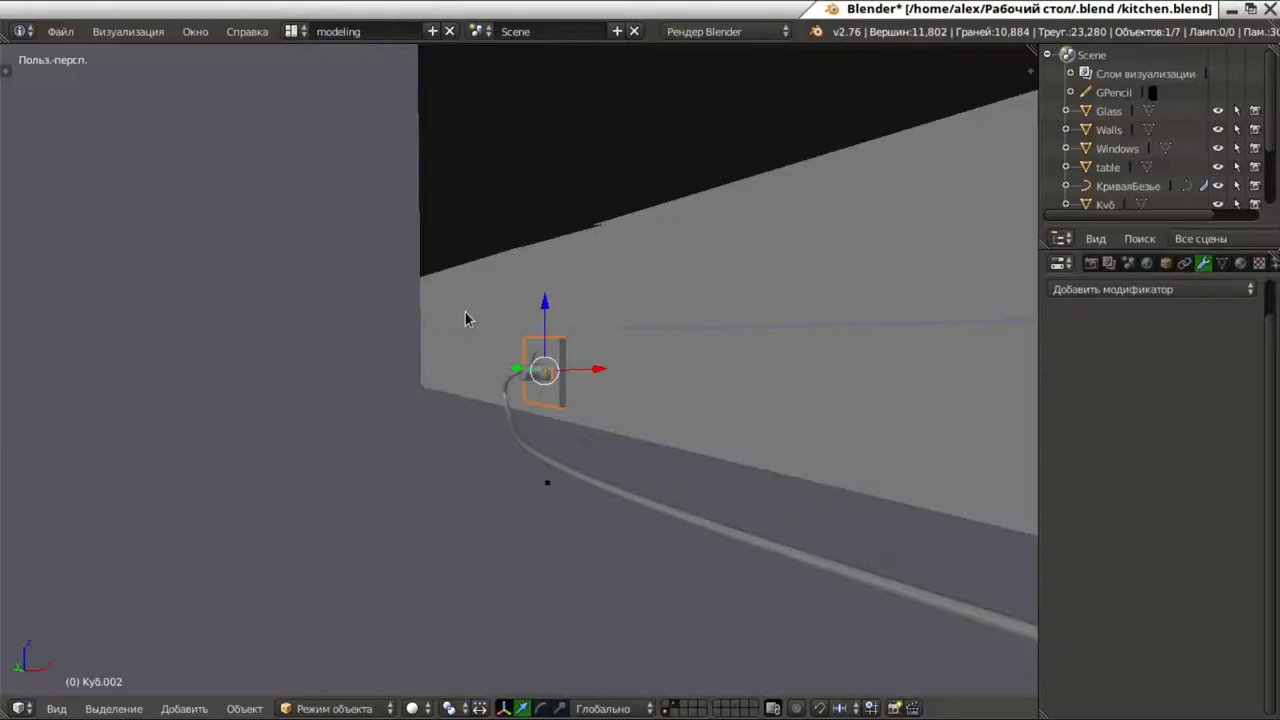 Blender* [/home/alex/Рабочий стол/.blend /kitchen.blend]
Файл Визуализация Окно Справка modeling Scene Рендер Blender v2.76 | Вершин:11,802 | Граней:10,884 | Треуг.:23,280 | Объектов:1/7 | Ламп:0/0 | Пам.:30
Польз.-персп.
Scene
Слои визуализации
GPencil
Glass
Walls
Windows
table
КриваяБезье
Куб
Вид Поиск Все сцены
Добавить модификатор
(0) Куб.002
Вид Выделение Добавить Объект Режим объекта Глобально